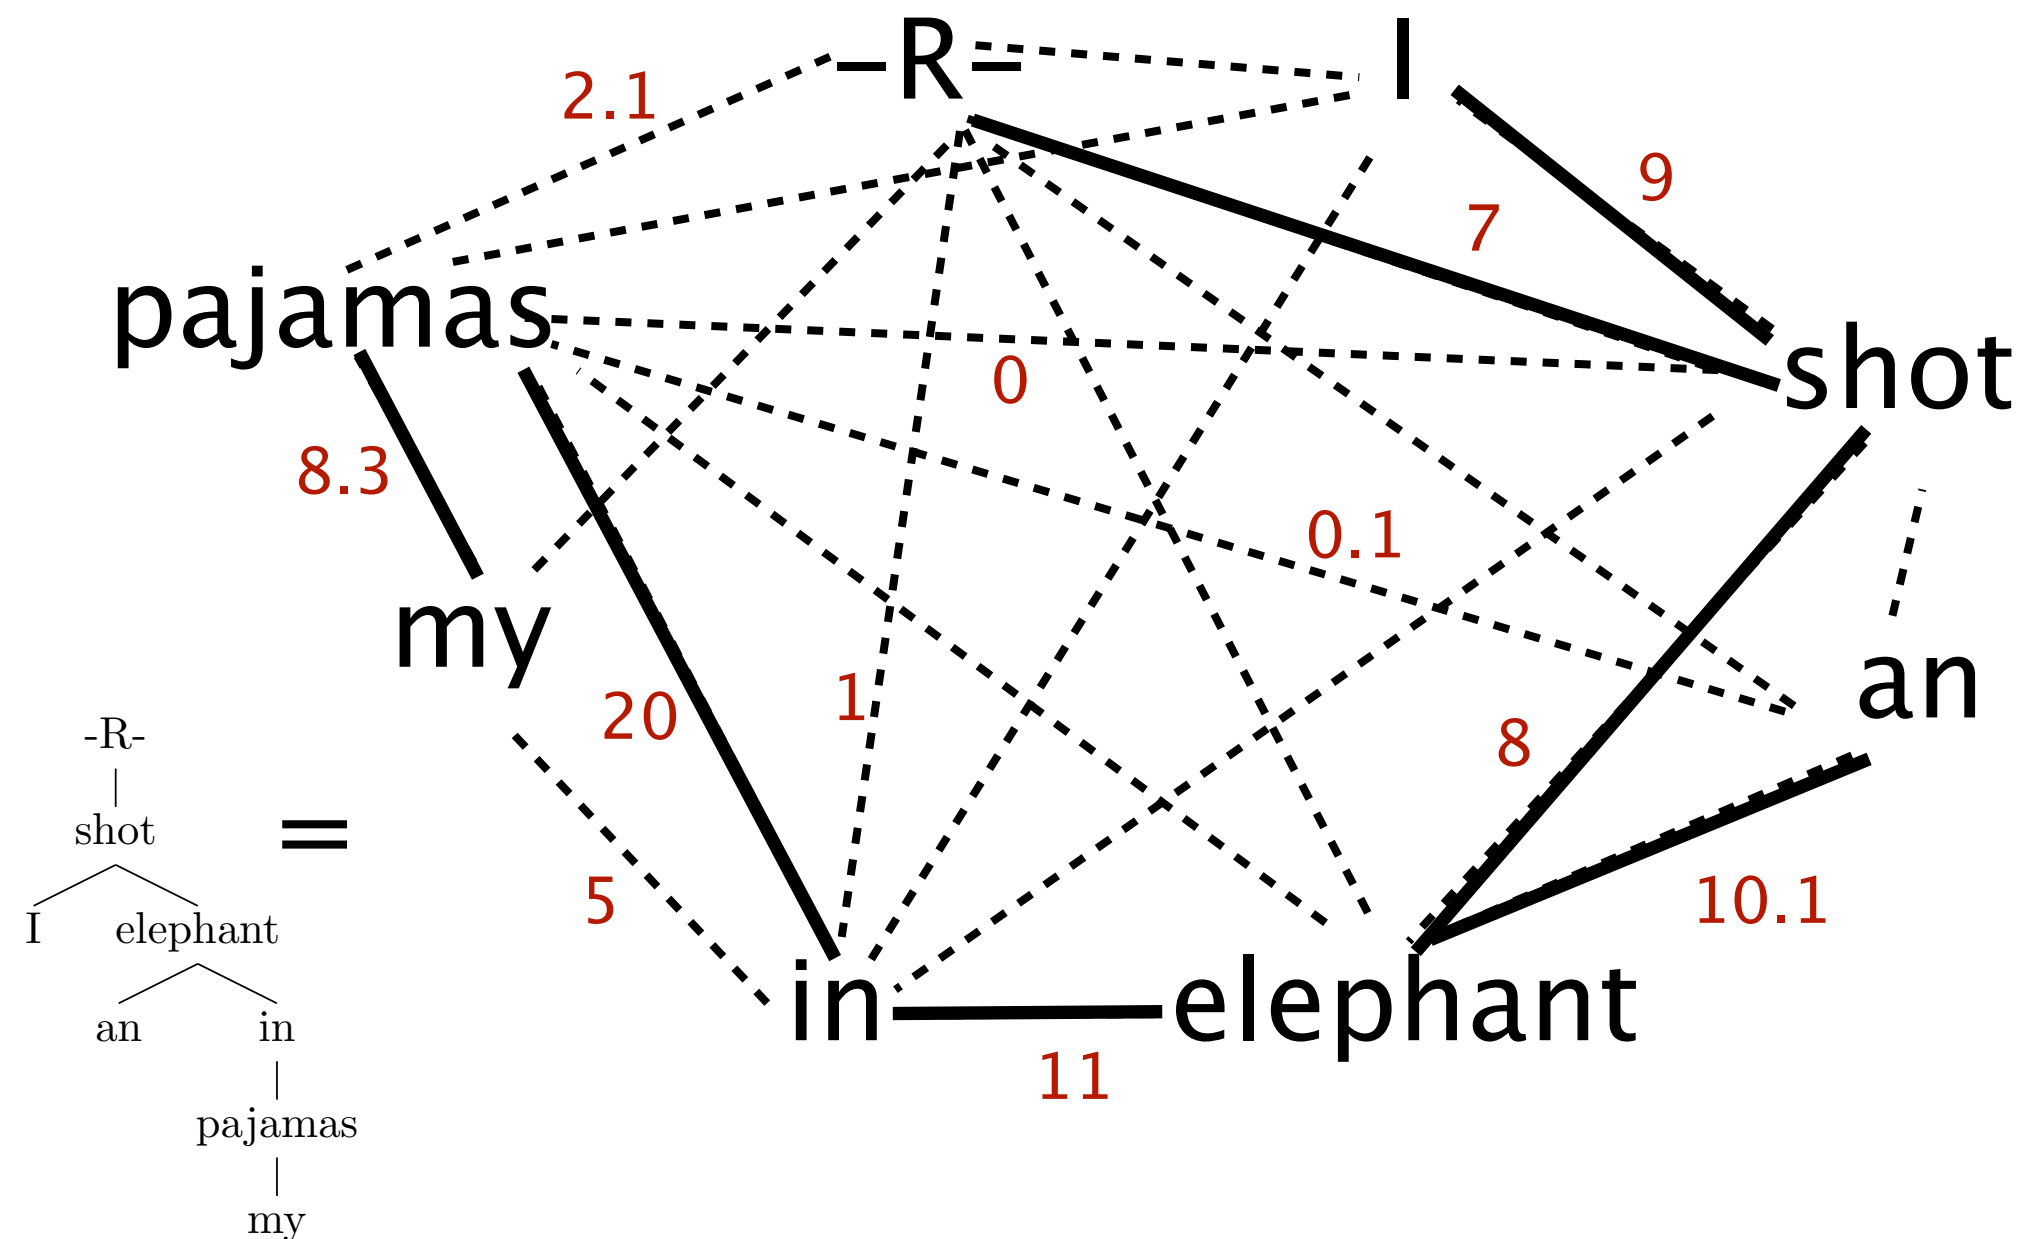 -R- I
2.1
9
7
pajamas
shot
0
8.3
0.1
my
an
1
20
8
-R-
shot
=
5
10.1
I elephant
in elephant
an in
11
pajamas
my